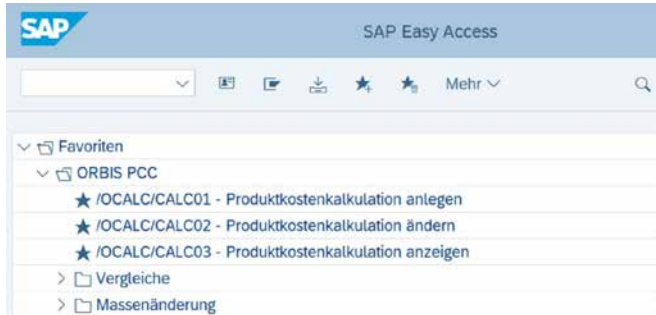 SAP
SAP Easy Access
Mehr
Favoriten
ORBIS PCC
/OCALC/CALC01 - Produktkostenkalkulation anlegen
/OCALC/CALC02 - Produktkostenkalkulation ändern
/OCALC/CALC03 - Produktkostenkalkulation anzeigen
Vergleiche
Massenänderung